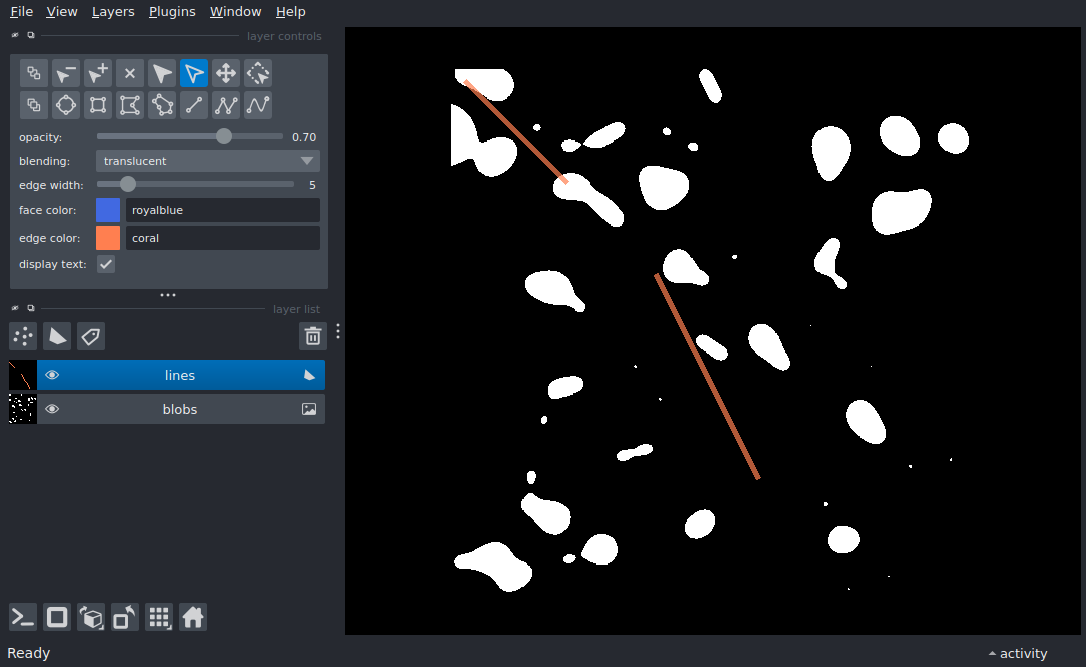 File View Layers Plugins Window Help
layer controls
opacity: 0.70
blending: translucent
edge width: 5
face color: royalblue
edge color: coral
display text:
layer list
lines
blobs
Ready
activity